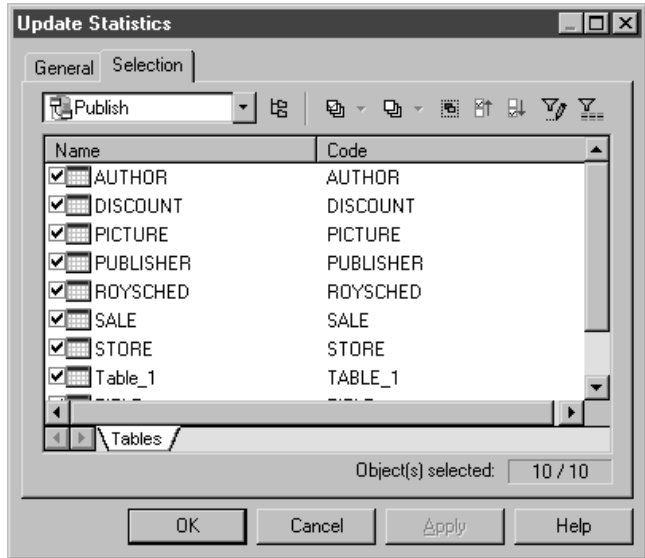 Update Statistics
General Selection
Publish
Name Code
AUTHOR AUTHOR
DISCOUNT DISCOUNT
PICTURE PICTURE
PUBLISHER PUBLISHER
ROYSCHED ROYSCHED
SALE SALE
STORE STORE
Table_1 TABLE_1
Tables
Object(s) selected: 10 / 10
OK Cancel Apply Help